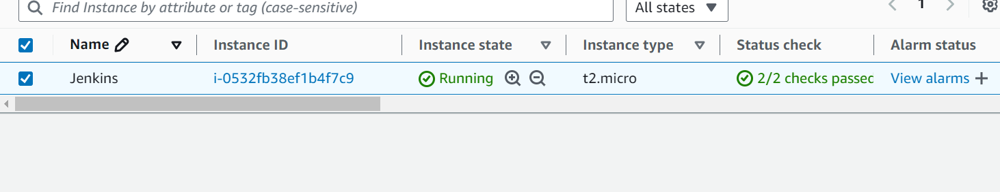 Find Instance by attribute or tag (case-sensitive) All states 1
Name Instance ID Instance state Instance type Status check Alarm status
Jenkins i-0532fb38ef1b4f7c9 Running t2.micro 2/2 checks passec View alarms +